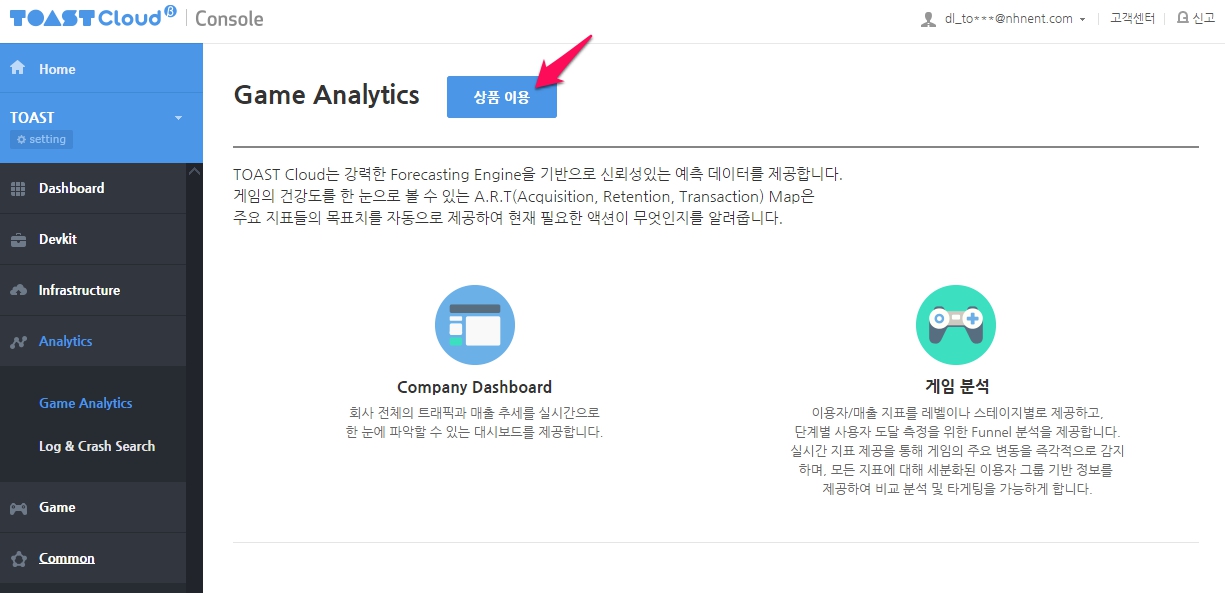 TOAST Cloud β Console
dl_to***@nhnent.com 고객센터 신고
Home
TOAST
setting
Dashboard
Devkit
Infrastructure
Analytics
Game Analytics
Log & Crash Search
Game
Common
Game Analytics 상품 이용
TOAST Cloud는 강력한 Forecasting Engine을 기반으로 신뢰성있는 예측 데이터를 제공합니다.
게임의 건강도를 한 눈으로 볼 수 있는 A.R.T(Acquisition, Retention, Transaction) Map은
주요 지표들의 목표치를 자동으로 제공하여 현재 필요한 액션이 무엇인지를 알려줍니다.
Company Dashboard
회사 전체의 트래픽과 매출 추세를 실시간으로
한 눈에 파악할 수 있는 대시보드를 제공합니다.
게임 분석
이용자/매출 지표를 레벨이나 스테이지별로 제공하고,
단계별 사용자 도달 측정을 위한 Funnel 분석을 제공합니다.
실시간 지표 제공을 통해 게임의 주요 변동을 즉각적으로 감지
하며, 모든 지표에 대해 세분화된 이용자 그룹 기반 정보를
제공하여 비교 분석 및 타게팅을 가능하게 합니다.